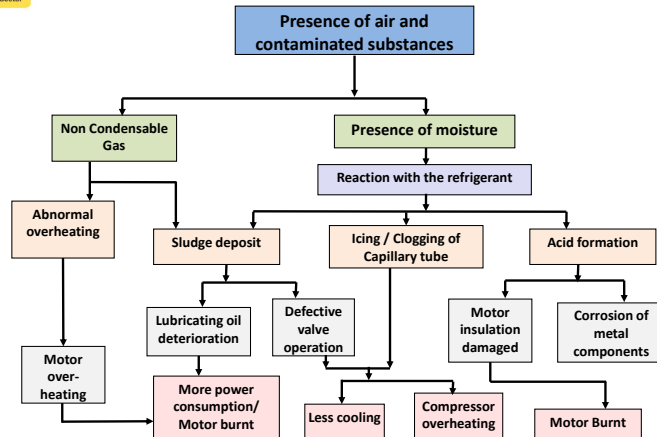 Presence of air and
contaminated substances
Non Condensable
Gas
Presence of moisture
Reaction with the refrigerant
Abnormal
overheating
Sludge deposit
Icing / Clogging of
Capillary tube
Acid formation
Lubricating oil
deterioration
Defective
valve
operation
Motor
insulation
damaged
Corrosion of
metal
components
Motor
over-
heating
More power
consumption/
Motor burnt
Less cooling
Compressor
overheating
Motor Burnt